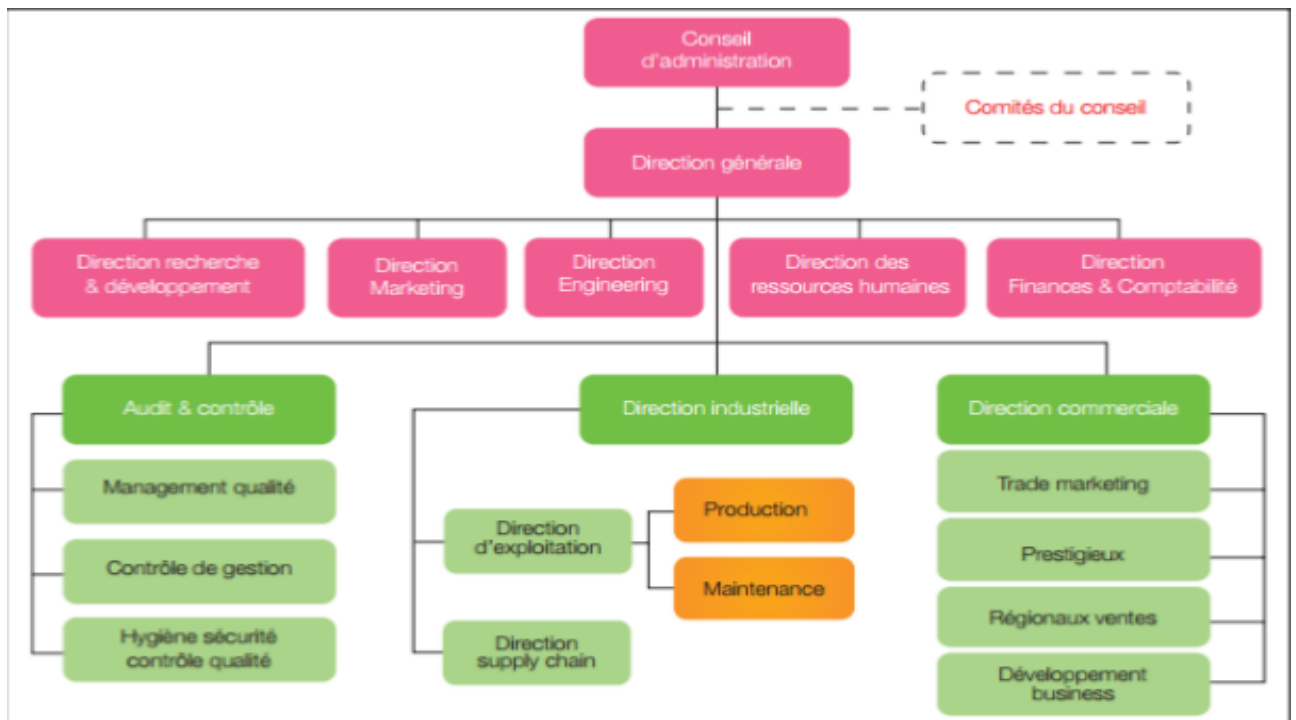 Conseil
d'administration
Comités du conseil
Direction générale
Direction recherche
& développement
Direction
Marketing
Direction
Engineering
Direction des
ressources humaines
Direction
Finances & Comptabilité
Audit & contrôle
Direction industrielle
Direction commerciale
Management qualité
Contrôle de gestion
Hygiène sécurité
contrôle qualité
Direction
d'exploitation
Production
Maintenance
Direction
supply chain
Trade marketing
Prestigieux
Régionaux ventes
Développement
business